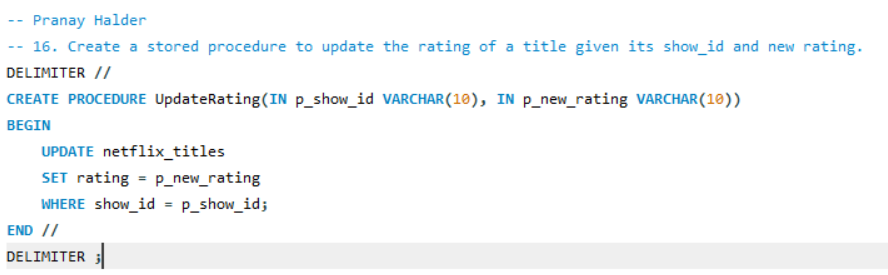 -- Pranay Halder
-- 16. Create a stored procedure to update the rating of a title given its show_id and new rating.
DELIMITER //
CREATE PROCEDURE UpdateRating(IN p_show_id VARCHAR(10), IN p_new_rating VARCHAR(10))
BEGIN
    UPDATE netflix_titles
    SET rating = p_new_rating
    WHERE show_id = p_show_id;
END //
DELIMITER ;